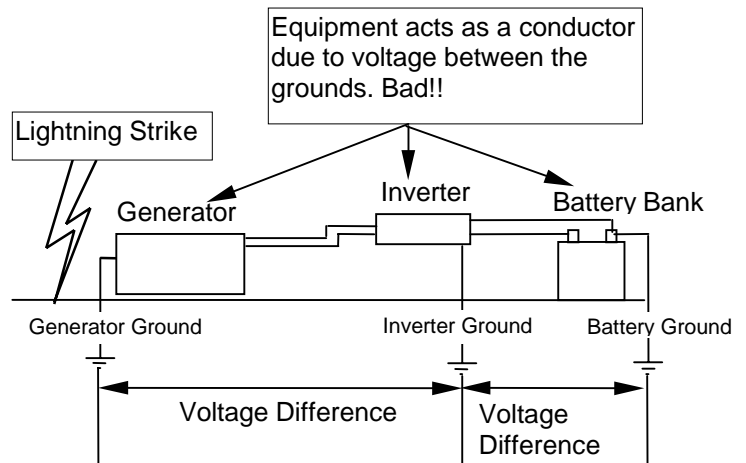 Equipment acts as a conductor
due to voltage between the
grounds. Bad!!
Lightning Strike
Generator
Inverter
Battery Bank
Generator Ground
Inverter Ground
Battery Ground
Voltage Difference
Voltage
Difference